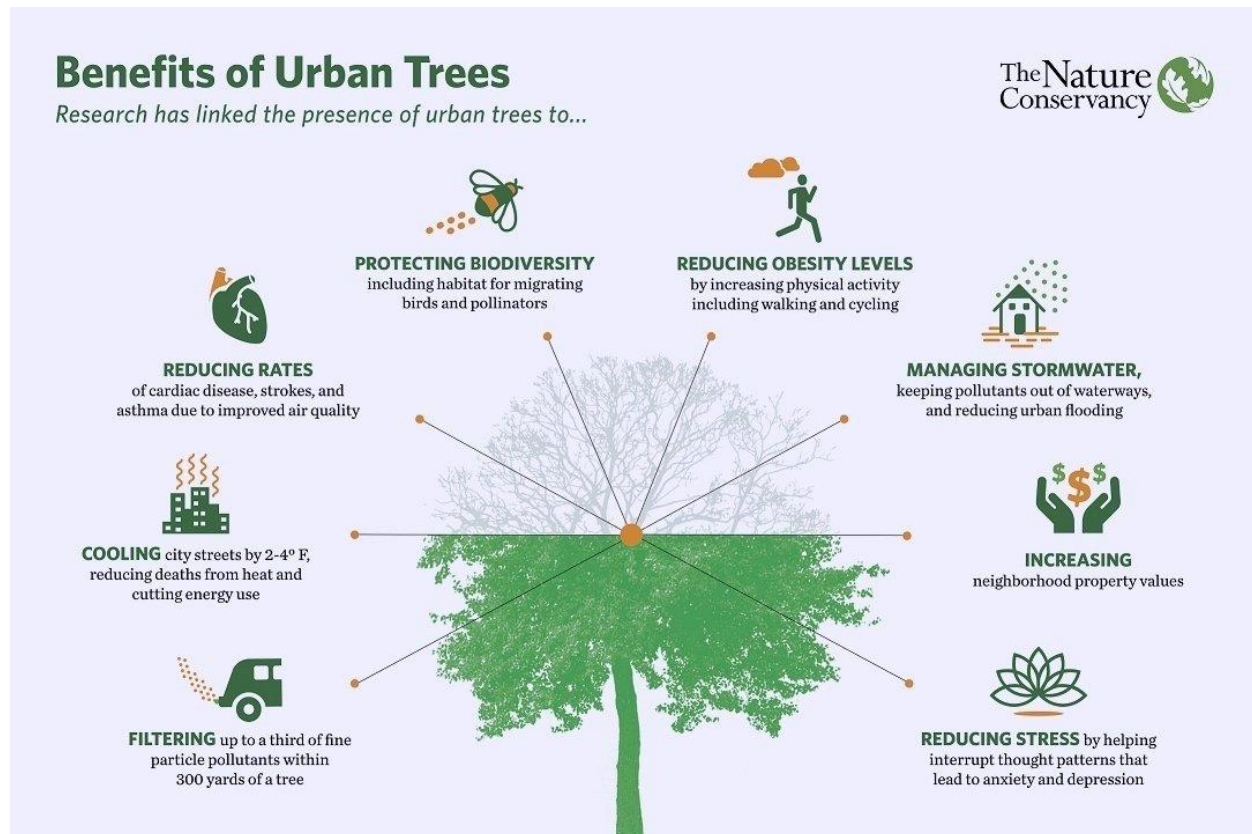 Benefits of Urban Trees
Research has linked the presence of urban trees to...
The Nature
Conservancy
PROTECTING BIODIVERSITY
including habitat for migrating
birds and pollinators
REDUCING OBESITY LEVELS
by increasing physical activity
including walking and cycling
REDUCING RATES
of cardiac disease, strokes, and
asthma due to improved air quality
MANAGING STORMWATER,
keeping pollutants out of waterways,
and reducing urban flooding
COOLING city streets by 2-4º F,
reducing deaths from heat and
cutting energy use
$ $ $
INCREASING
neighborhood property values
FILTERING up to a third of fine
particle pollutants within
300 yards of a tree
REDUCING STRESS by helping
interrupt thought patterns that
lead to anxiety and depression